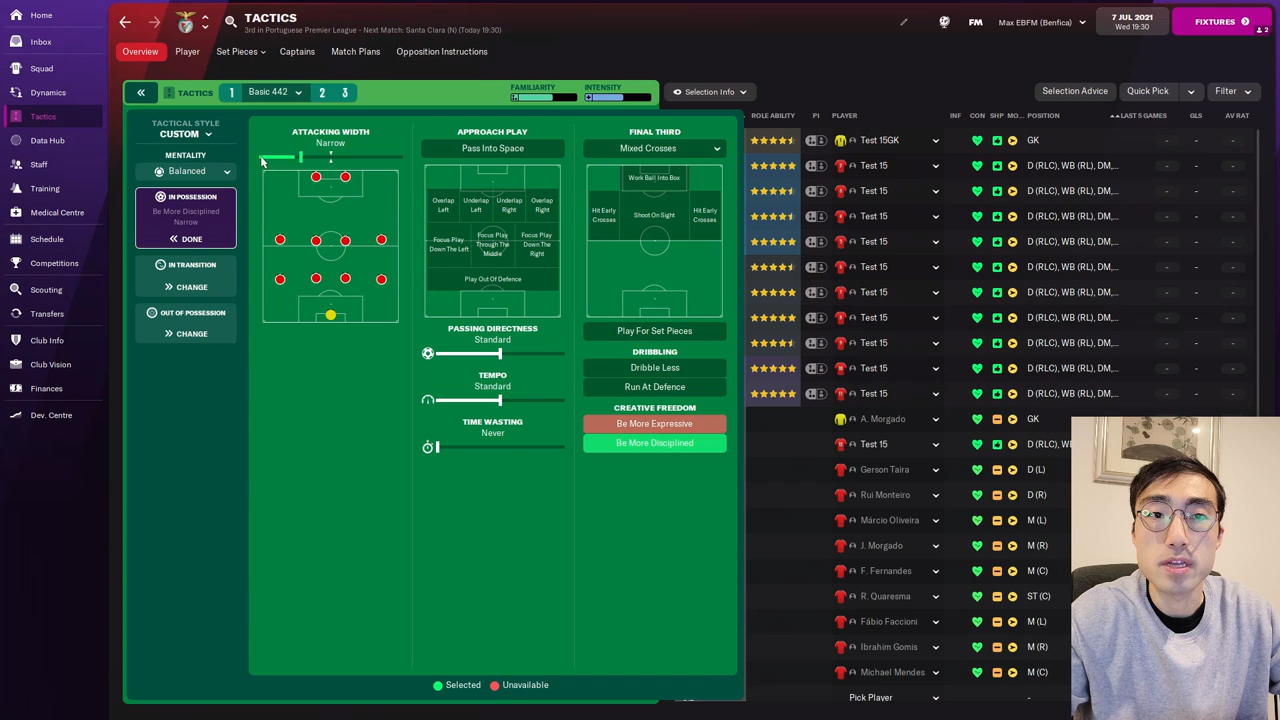 Home
Inbox
Squad
Dynamics
Tactics
Data Hub
Staff
Training
Medical Centre
Schedule
Competitions
Scouting
Transfers
Club Info
Club Vision
Finances
Dev. Centre
TACTICS
3rd in Portuguese Premier League - Next Match: Santa Clara (N) (Today 19:30)
FM
Max EBFM (Benfica)
7 JUL 2021
Wed 19:30
FIXTURES
2
Overview
Player
Set Pieces
Captains
Match Plans
Opposition Instructions
TACTICS
1
Basic 442
2
3
FAMILIARITY
INTENSITY
Selection Info
Selection Advice
Quick Pick
Filter
TACTICAL STYLE
CUSTOM
MENTALITY
Balanced
IN POSSESSION
Be More Disciplined
Narrow
DONE
IN TRANSITION
CHANGE
OUT OF POSSESSION
CHANGE
ATTACKING WIDTH
Narrow
APPROACH PLAY
Pass Into Space
Overlap Left
Underlap Left
Underlap Right
Overlap Right
Focus Play Down The Left
Focus Play Through The Middle
Focus Play Down The Right
Play Out Of Defence
PASSING DIRECTNESS
Standard
TEMPO
Standard
TIME WASTING
Never
FINAL THIRD
Mixed Crosses
Work Ball Into Box
Hit Early Crosses
Shoot On Sight
Hit Early Crosses
Play For Set Pieces
DRIBBLING
Dribble Less
Run At Defence
CREATIVE FREEDOM
Be More Expressive
Be More Disciplined
Selected
Unavailable
ROLE ABILITY
PI
PLAYER
INF
CON
SHP
MO...
POSITION
LAST 5 GAMES
GLS
AV RAT
Test 15GK
GK
-
-
-
Test 15
D (RLC), WB (RL), DM,...
-
-
-
Test 15
D (RLC), WB (RL), DM,...
-
-
-
Test 15
D (RLC), WB (RL), DM,...
-
-
-
Test 15
D (RLC), WB (RL), DM,...
-
-
-
Test 15
D (RLC), WB (RL), DM,...
-
-
-
Test 15
D (RLC), WB (RL), DM,...
-
-
-
Test 15
D (RLC), WB (RL), DM,...
-
-
-
Test 15
D (RLC), WB (RL), DM,...
-
-
-
Test 15
D (RLC), WB (RL), DM,...
-
-
-
Test 15
D (RLC), WB (RL), DM,...
-
-
-
A. Morgado
GK
Test 15
D (RLC), WB
Gerson Taira
D (L)
Rui Monteiro
D (R)
Márcio Oliveira
M (L)
J. Morgado
M (R)
F. Fernandes
M (C)
R. Quaresma
ST (C)
Fábio Faccioni
M (L)
Ibrahim Gomis
M (R)
Michael Mendes
M (C)
Pick Player
-